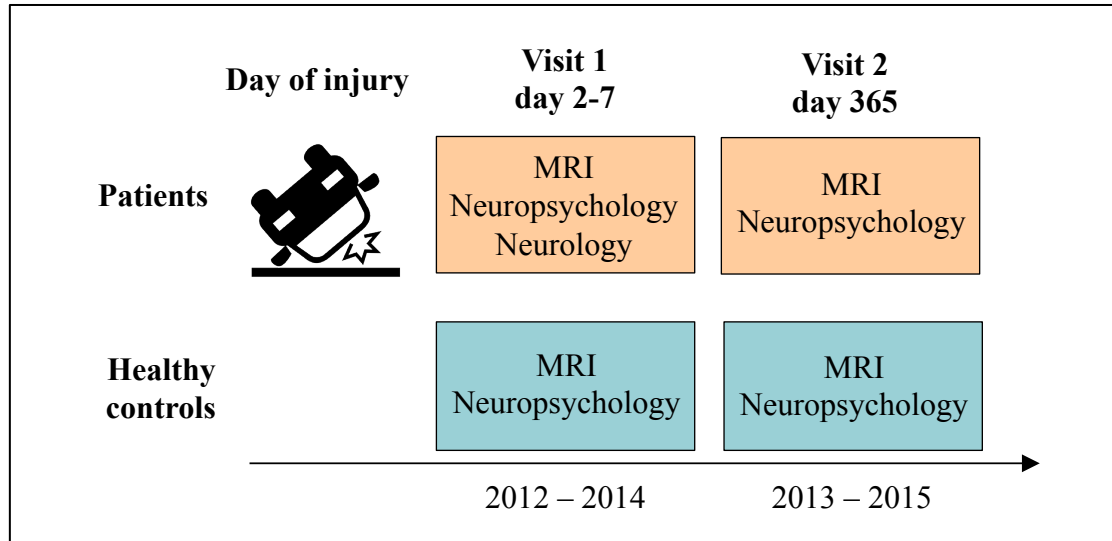 Day of injury
Visit 1
day 2-7
Visit 2
day 365
Patients
MRI
Neuropsychology
Neurology
MRI
Neuropsychology
Healthy
controls
MRI
Neuropsychology
MRI
Neuropsychology
2012 – 2014
2013 – 2015